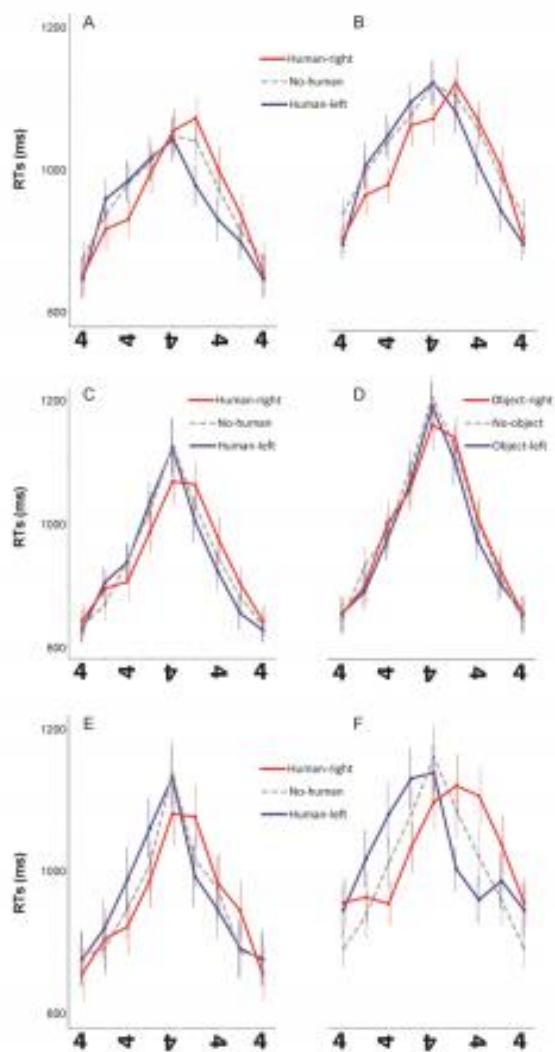 A
B
1200
Human-right
No-human
Human-left
RTs (ms)
1000
800
4 4 4 4 4
4 4 4 4 4
C
D
1200
Human-right
No-human
Human-left
Object-right
No-object
Object-left
RTs (ms)
1000
800
4 4 4 4 4
4 4 4 4 4
E
F
1200
Human-right
No-human
Human-left
RTs (ms)
1000
800
4 4 4 4 4
4 4 4 4 4